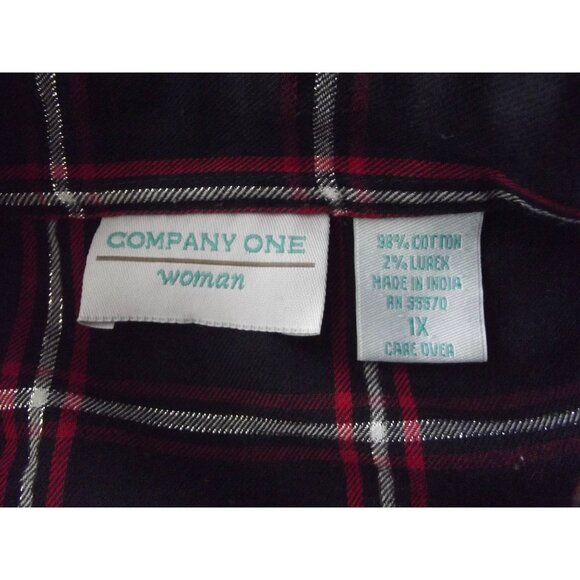 COMPANY ONE
woman
98% COTTON
2% LUREX
MADE IN INDIA
RN 55570
1X
CARE OVER